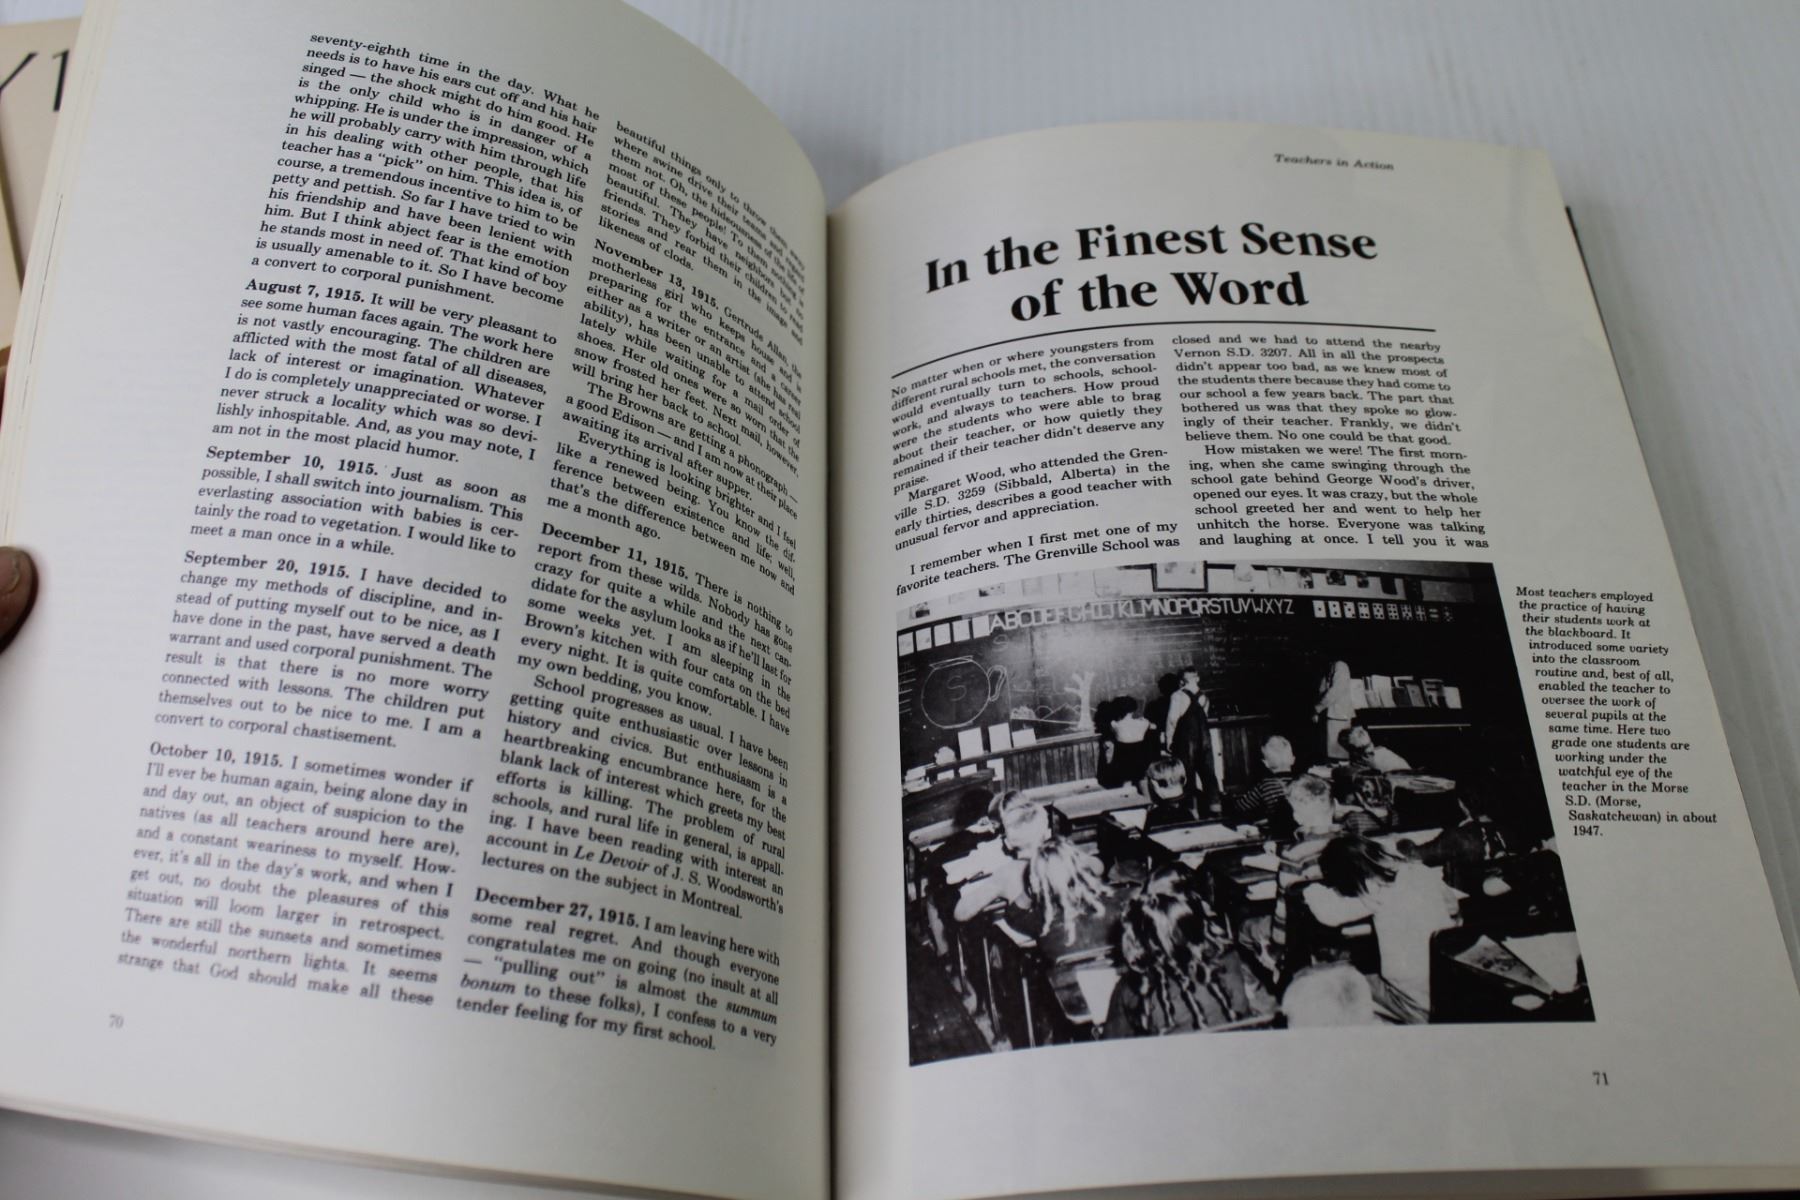 seventy-eighth time in the day. What he
needs is to have his ears cut off and his hair
singed — the shock might do him good. He
is the only child who is in danger of a
whipping. He is under the impression, which
he will probably carry with him through life
in his dealing with other people, that his
teacher has a "pick" on him. This idea is, of
course, a tremendous incentive to him to be
petty and pettish. So far I have tried to win
his friendship and have been lenient with
him. But I think abject fear is the emotion
he stands most in need of. That kind of boy
is usually amenable to it. So I have become
a convert to corporal punishment.
August 7, 1915. It will be very pleasant to
see some human faces again. The work here
is not vastly encouraging. The children are
afflicted with the most fatal of all diseases,
lack of interest or imagination. Whatever
I do is completely unappreciated or worse. I
never struck a locality which was so devi-
lishly inhospitable. And, as you may note, I
am not in the most placid humor.
September 10, 1915. Just as soon as
possible, I shall switch into journalism. This
everlasting association with babies is cer-
tainly the road to vegetation. I would like to
meet a man once in a while.
September 20, 1915. I have decided to
change my methods of discipline, and in-
stead of putting myself out to be nice, as I
have done in the past, have served a death
warrant and used corporal punishment. The
result is that there is no more worry
connected with lessons. The children put
themselves out to be nice to me. I am a
convert to corporal chastisement.
October 10, 1915. I sometimes wonder if
I'll ever be human again, being alone day in
and day out, an object of suspicion to the
natives (as all teachers around here are),
and a constant weariness to myself. How-
ever, it's all in the day's work, and when I
get out, no doubt the pleasures of this
situation will loom larger in retrospect.
There are still the sunsets and sometimes
the wonderful northern lights. It seems
strange that God should make all these
70
beautiful things only to throw them away
where swine drive their teams and regard
them not. Oh, the hideousness of the life of
most of these people! To them nothing is
beautiful. They have neighbors, but no
friends. They forbid their children to read
stories and rear them in the image and
likeness of clods.
November 13, 1915. Gertrude Allan, the
motherless girl who keeps house and is
preparing for the entrance and a career
either as a writer or an artist (she has real
ability), has been unable to attend school
lately while waiting for a mail order of
shoes. Her old ones were so worn that the
snow frosted her feet. Next mail, however,
will bring her back to school.
The Browns are getting a phonograph —
a good Edison — and I am now at their place
awaiting its arrival after supper.
Everything is looking brighter and I feel
like a renewed being. You know the dif-
ference between existence and life; well,
that's the difference between me now and
me a month ago.
December 11, 1915. There is nothing to
report from these wilds. Nobody has gone
crazy for quite a while and the next can-
didate for the asylum looks as if he'll last for
some weeks yet. I am sleeping in the
Brown's kitchen with four cats on the bed
every night. It is quite comfortable. I have
my own bedding, you know.
School progresses as usual. I have been
getting quite enthusiastic over lessons in
history and civics. But enthusiasm is a
heartbreaking encumbrance here, for the
blank lack of interest which greets my best
efforts is killing. The problem of rural
schools, and rural life in general, is appall-
ing. I have been reading with interest an
account in Le Devoir of J. S. Woodsworth's
lectures on the subject in Montreal.
December 27, 1915. I am leaving here with
some real regret. And though everyone
congratulates me on going (no insult at all
— "pulling out" is almost the summum
bonum to these folks), I confess to a very
tender feeling for my first school.
Teachers in Action
In the Finest Sense
of the Word
No matter when or where youngsters from
different rural schools met, the conversation
would eventually turn to schools, school-
work, and always to teachers. How proud
were the students who were able to brag
about their teacher, or how quietly they
remained if their teacher didn't deserve any
praise.
Margaret Wood, who attended the Gren-
ville S.D. 3259 (Sibbald, Alberta) in the
early thirties, describes a good teacher with
unusual fervor and appreciation.
I remember when I first met one of my
favorite teachers. The Grenville School was
closed and we had to attend the nearby
Vernon S.D. 3207. All in all the prospects
didn't appear too bad, as we knew most of
the students there because they had come to
our school a few years back. The part that
bothered us was that they spoke so glow-
ingly of their teacher. Frankly, we didn't
believe them. No one could be that good.
How mistaken we were! The first morn-
ing, when she came swinging through the
school gate behind George Wood's driver,
opened our eyes. It was crazy, but the whole
school greeted her and went to help her
unhitch the horse. Everyone was talking
and laughing at once. I tell you it was
ABCDEFGHIJKLMNOPQRSTUVWXYZ
Most teachers employed
the practice of having
their students work at
the blackboard. It
introduced some variety
into the classroom
routine and, best of all,
enabled the teacher to
oversee the work of
several pupils at the
same time. Here two
grade one students are
working under the
watchful eye of the
teacher in the Morse
S.D. (Morse,
Saskatchewan) in about
1947.
71